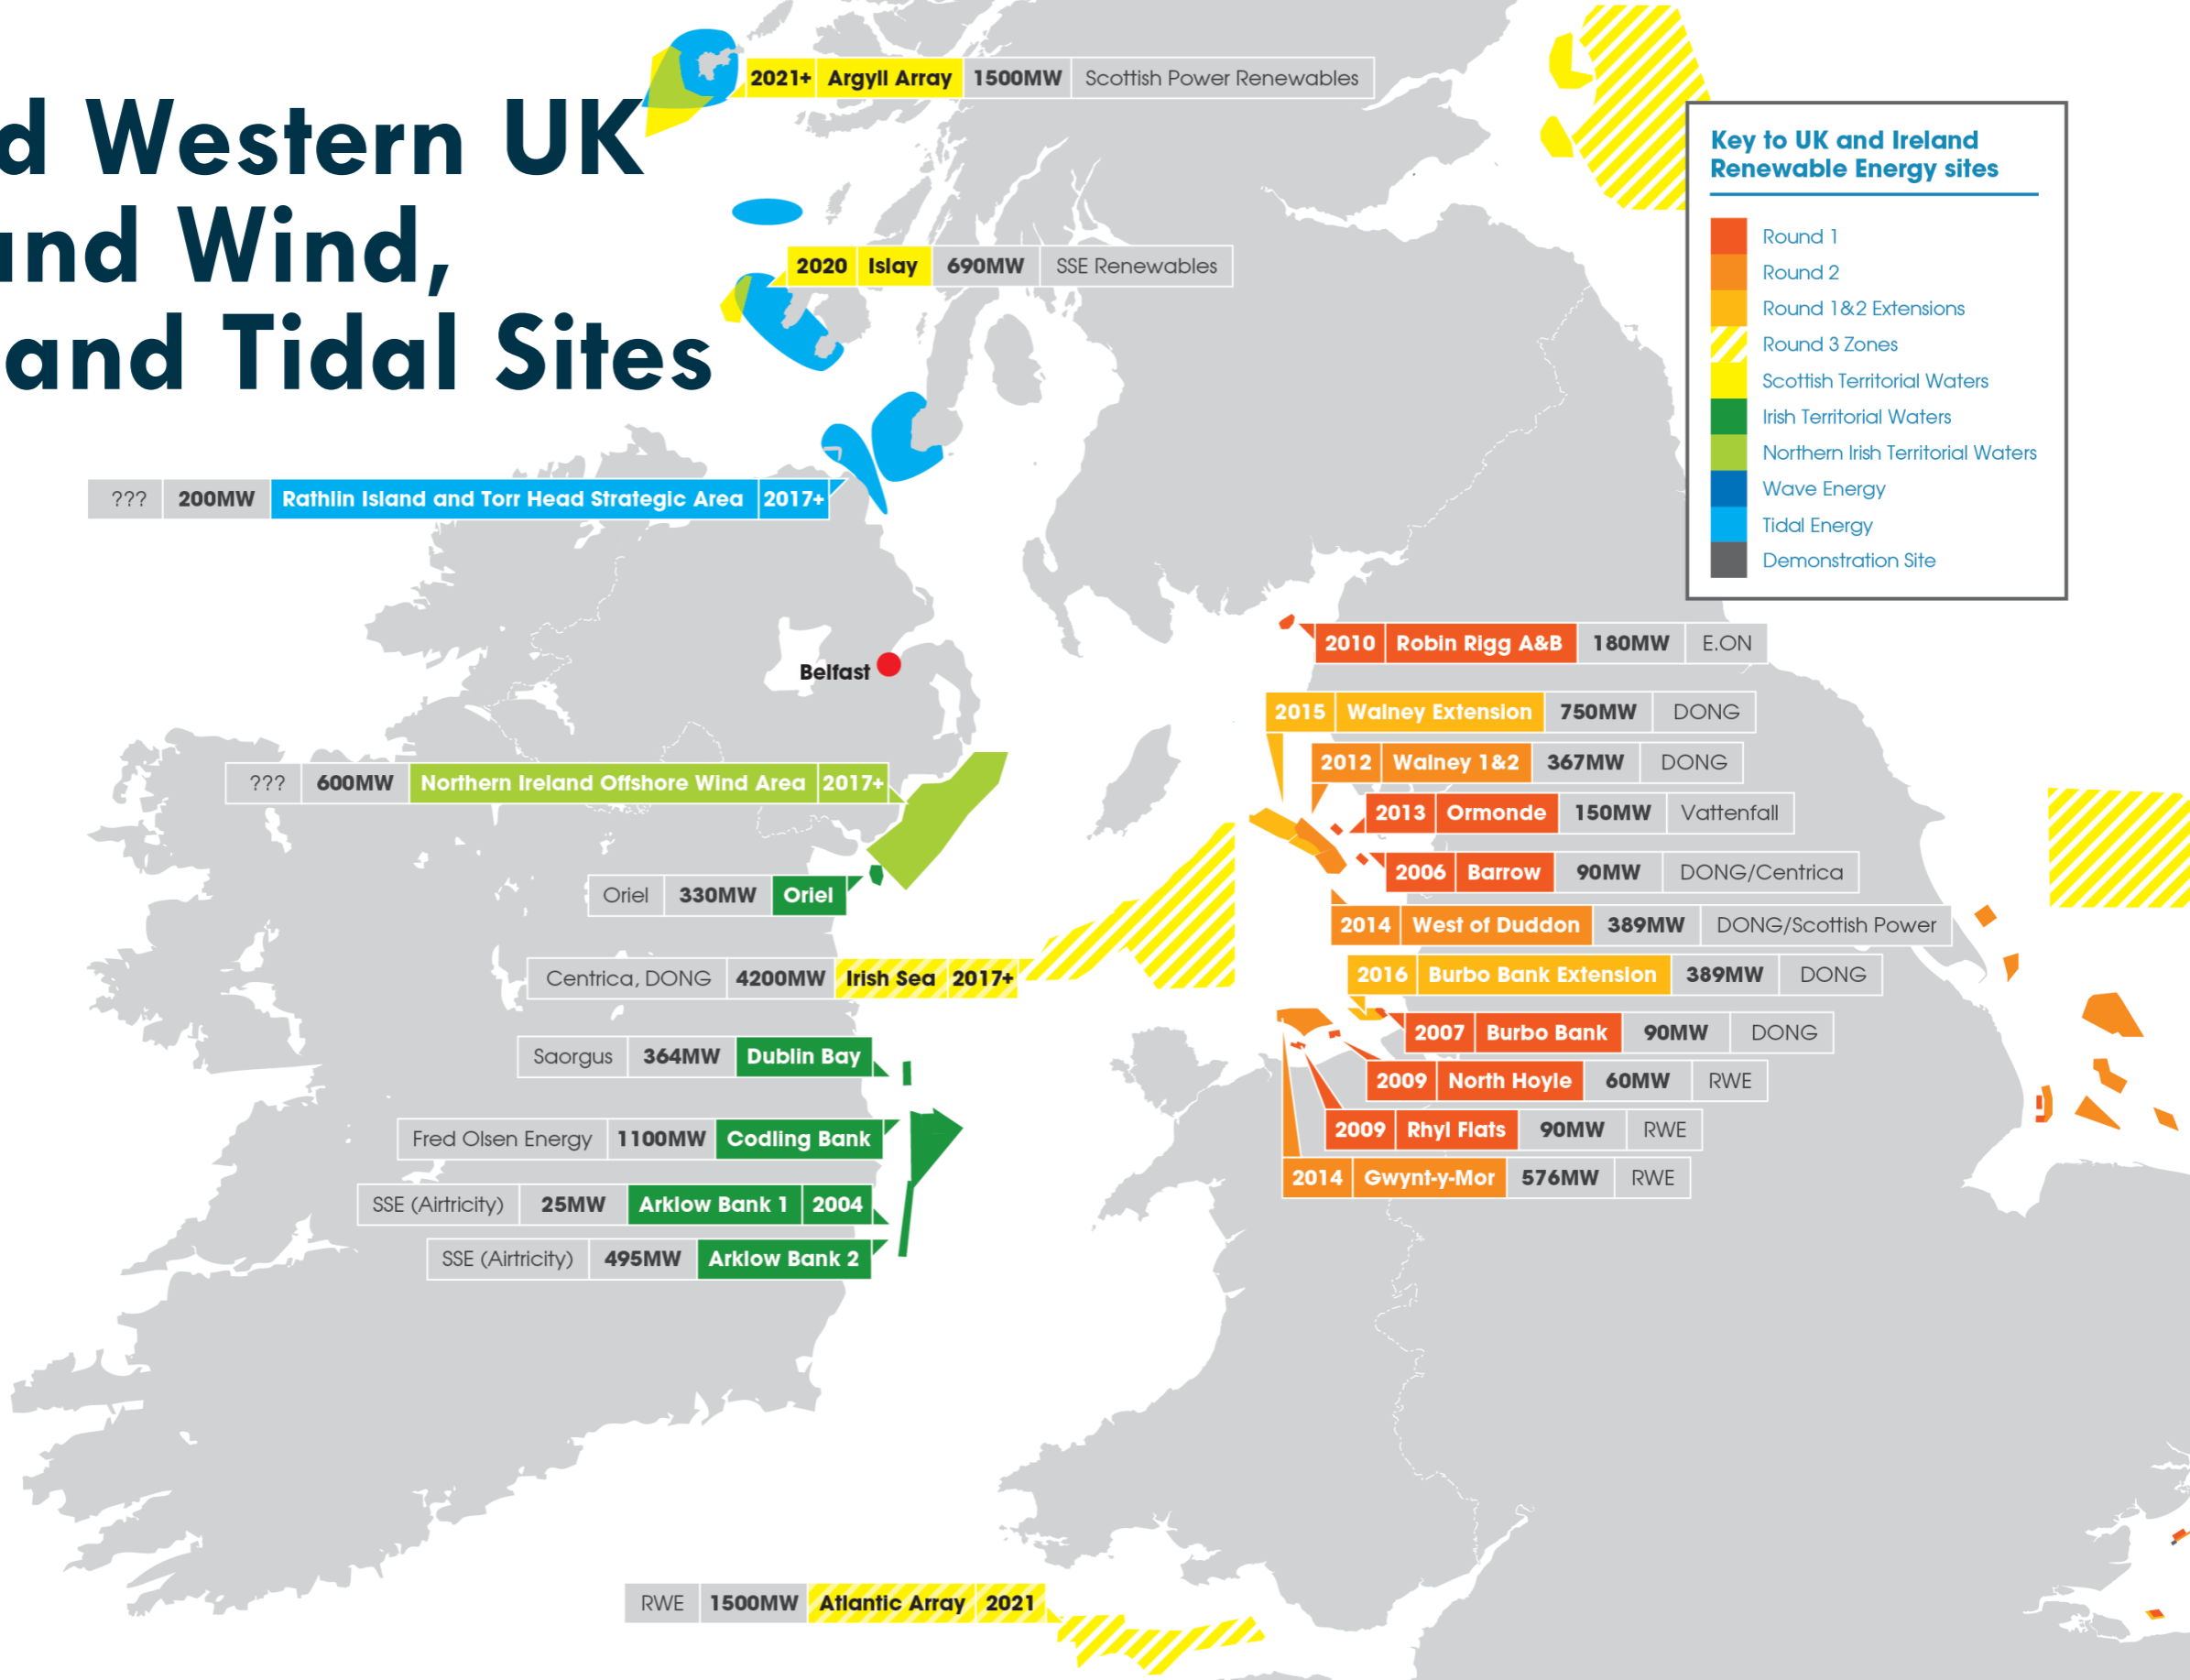 d Western UK
and Wind,
and Tidal Sites
2021+ Argyll Array 1500MW Scottish Power Renewables
2020 Islay 690MW SSE Renewables
??? 200MW Rathlin Island and Torr Head Strategic Area 2017+
Belfast
??? 600MW Northern Ireland Offshore Wind Area 2017+
Oriel 330MW Oriel
Centrica, DONG 4200MW Irish Sea 2017+
Saorgus 364MW Dublin Bay
Fred Olsen Energy 1100MW Codling Bank
SSE (Airtricity) 25MW Arklow Bank 1 2004
SSE (Airtricity) 495MW Arklow Bank 2
RWE 1500MW Atlantic Array 2021
Key to UK and Ireland
Renewable Energy sites
Round 1
Round 2
Round 1&2 Extensions
Round 3 Zones
Scottish Territorial Waters
Irish Territorial Waters
Northern Irish Territorial Waters
Wave Energy
Tidal Energy
Demonstration Site
2010 Robin Rigg A&B 180MW E.ON
2015 Walney Extension 750MW DONG
2012 Walney 1&2 367MW DONG
2013 Ormonde 150MW Vattenfall
2006 Barrow 90MW DONG/Centrica
2014 West of Duddon 389MW DONG/Scottish Power
2016 Burbo Bank Extension 389MW DONG
2007 Burbo Bank 90MW DONG
2009 North Hoyle 60MW RWE
2009 Rhyl Flats 90MW RWE
2014 Gwynt-y-Mor 576MW RWE